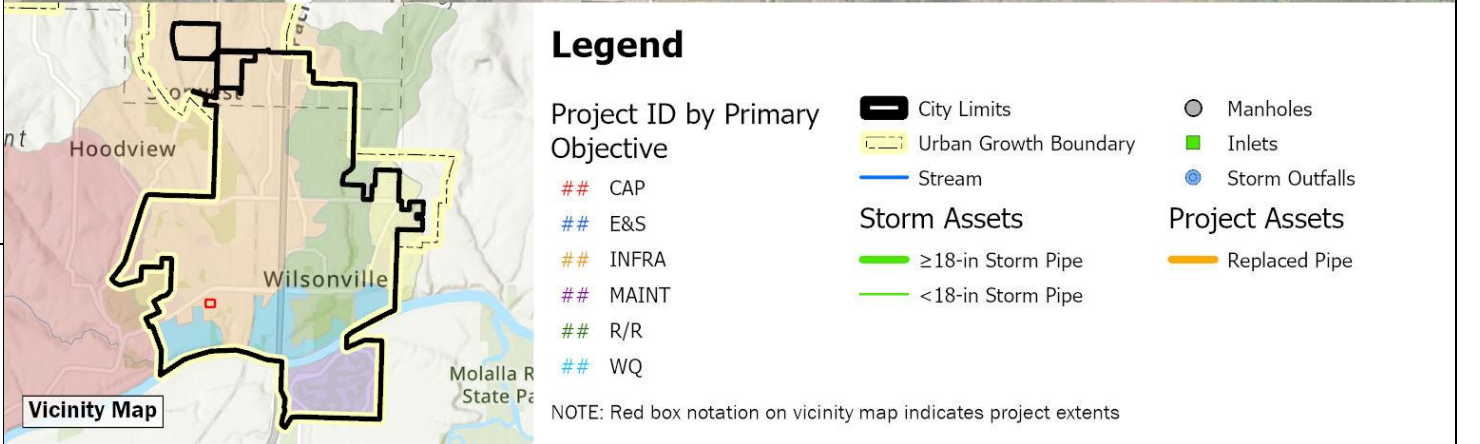 nt
Hoodview
Wilsonville
Molalla R
State Pa
Vicinity Map
Legend
Project ID by Primary
Objective
## CAP
## E&S
## INFRA
## MAINT
## R/R
## WQ
City Limits
Urban Growth Boundary
Stream
Storm Assets
≥18-in Storm Pipe
<18-in Storm Pipe
Manholes
Inlets
Storm Outfalls
Project Assets
Replaced Pipe
NOTE: Red box notation on vicinity map indicates project extents